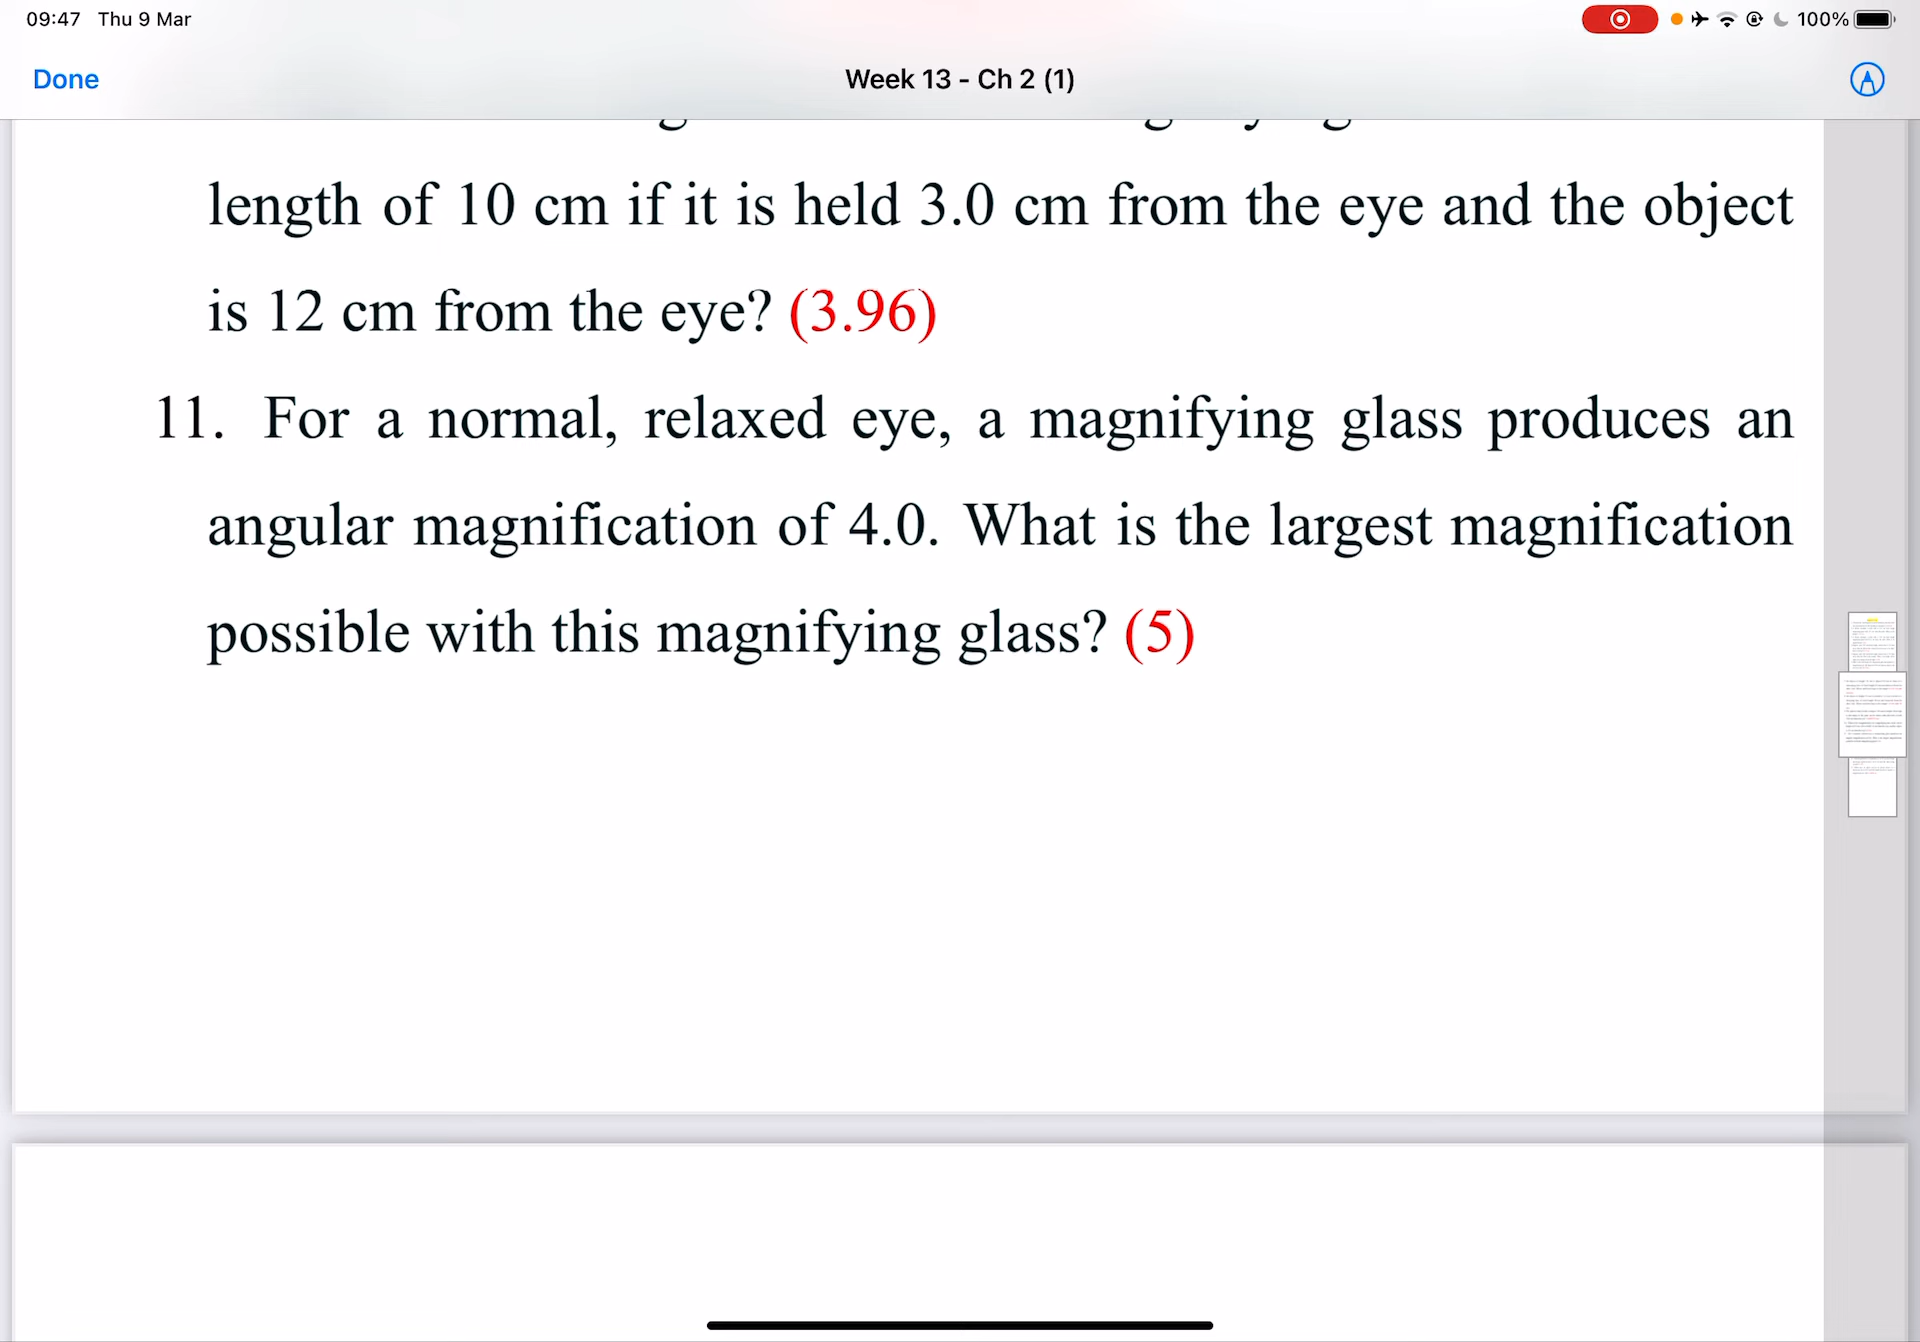 09:47 Thu 9 Mar
100%
Done
Week 13 - Ch 2 (1)
length of 10 cm if it is held 3.0 cm from the eye and the object
is 12 cm from the eye? (3.96)
11. For a normal, relaxed eye, a magnifying glass produces an
angular magnification of 4.0. What is the largest magnification
possible with this magnifying glass? (5)